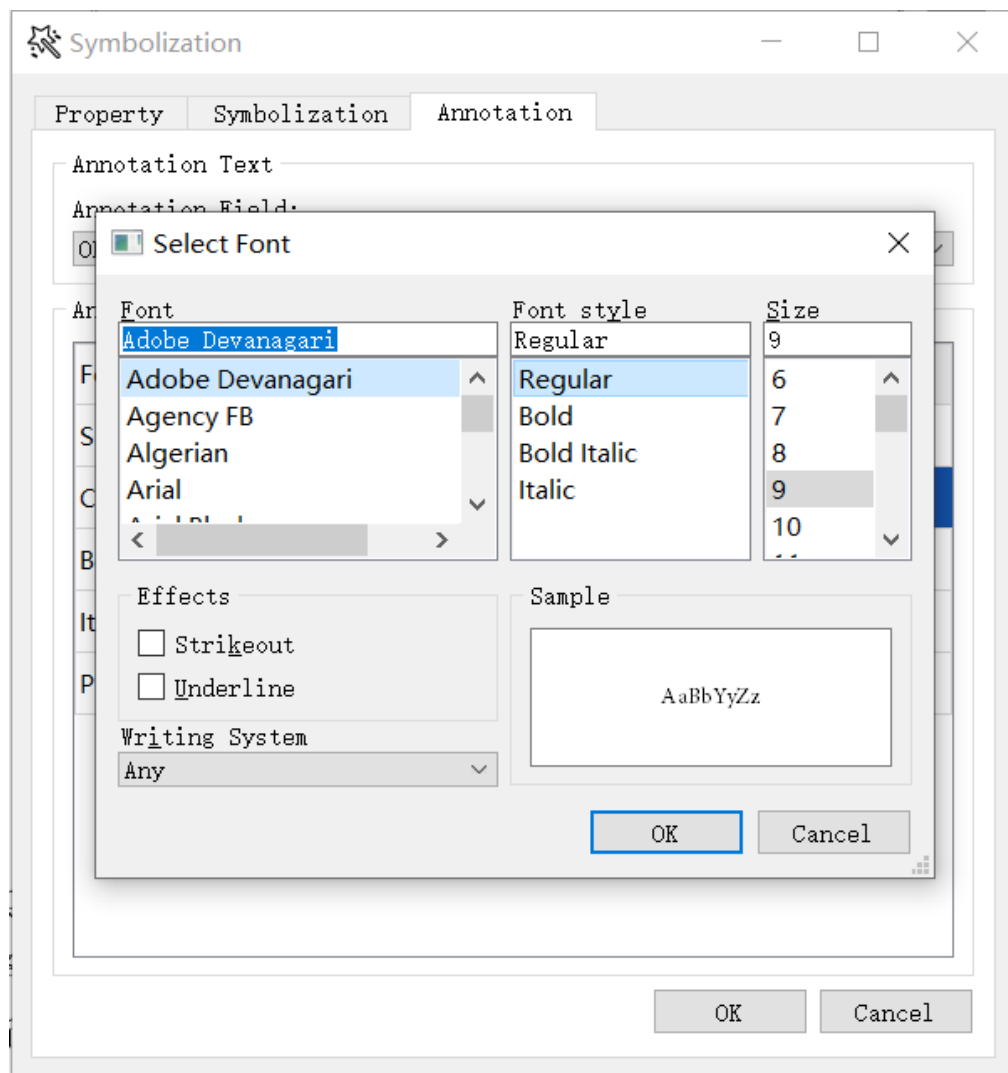 Symbolization
Property Symbolization Annotation
Annotation Text
Annotation Field:
Select Font
Font Font style Size
Adobe Devanagari Regular 9
Adobe Devanagari Regular 6
Agency FB Bold 7
Algerian Bold Italic 8
Arial Italic 9
10
Effects Sample
Strikeout
Underline
AaBbYyZz
Writing System
Any
OK Cancel
OK Cancel